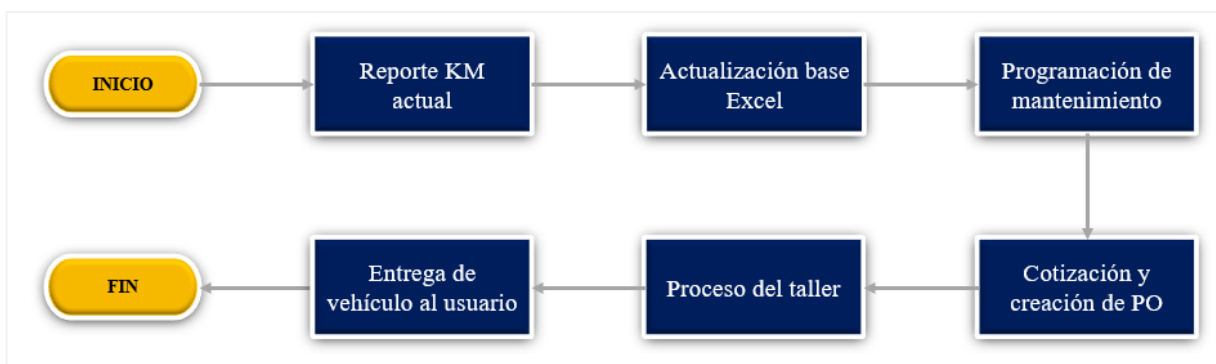 INICIO
Reporte KM
actual
Actualización base
Excel
Programación de
mantenimiento
Cotización y
creación de PO
Proceso del taller
Entrega de
vehículo al usuario
FIN